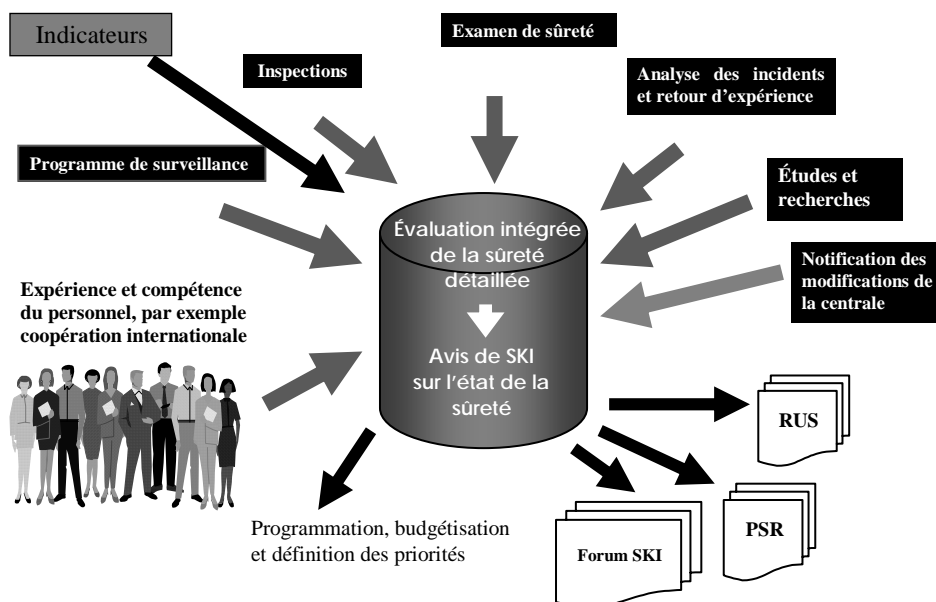 Indicateurs
Examen de sûreté
Inspections
Analyse des incidents
et retour d'expérience
Programme de surveillance
Études et
recherches
Évaluation intégrée
de la sûreté
détaillée
Notification des
modifications de
la centrale
Expérience et compétence
du personnel, par exemple
coopération internationale
Avis de SKI
sur l'état de la
sûreté
RUS
PSR
Forum SKI
Programmation, budgétisation
et définition des priorités